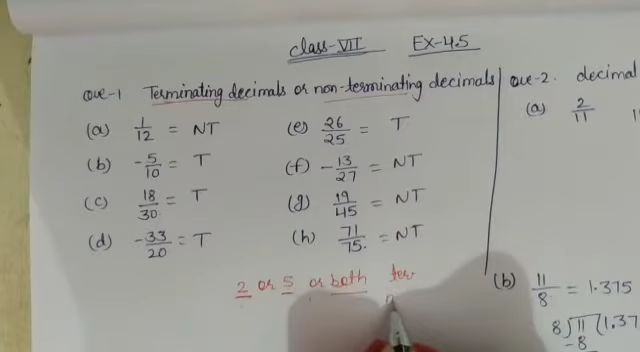 class-VII Ex-4.5
Que-1 Terminating decimals or non-terminating decimals
(a) 1/12 = NT (e) 26/25 = T
(b) -5/10 = T (f) -13/27 = NT
(c) 18/30 = T (g) 19/45 = NT
(d) -33/20 = T (h) 71/75 = NT
2 or 5 or both ter
Que-2. decimal
(a) 2/11
(b) 11/8 = 1.375
8)11(1.37
-8